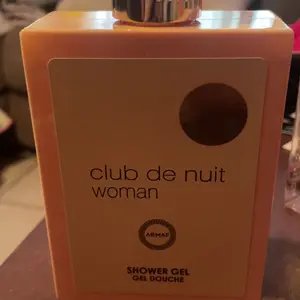 club de nuit
woman
ARMAF
SHOWER GEL
GEL DOUCHE